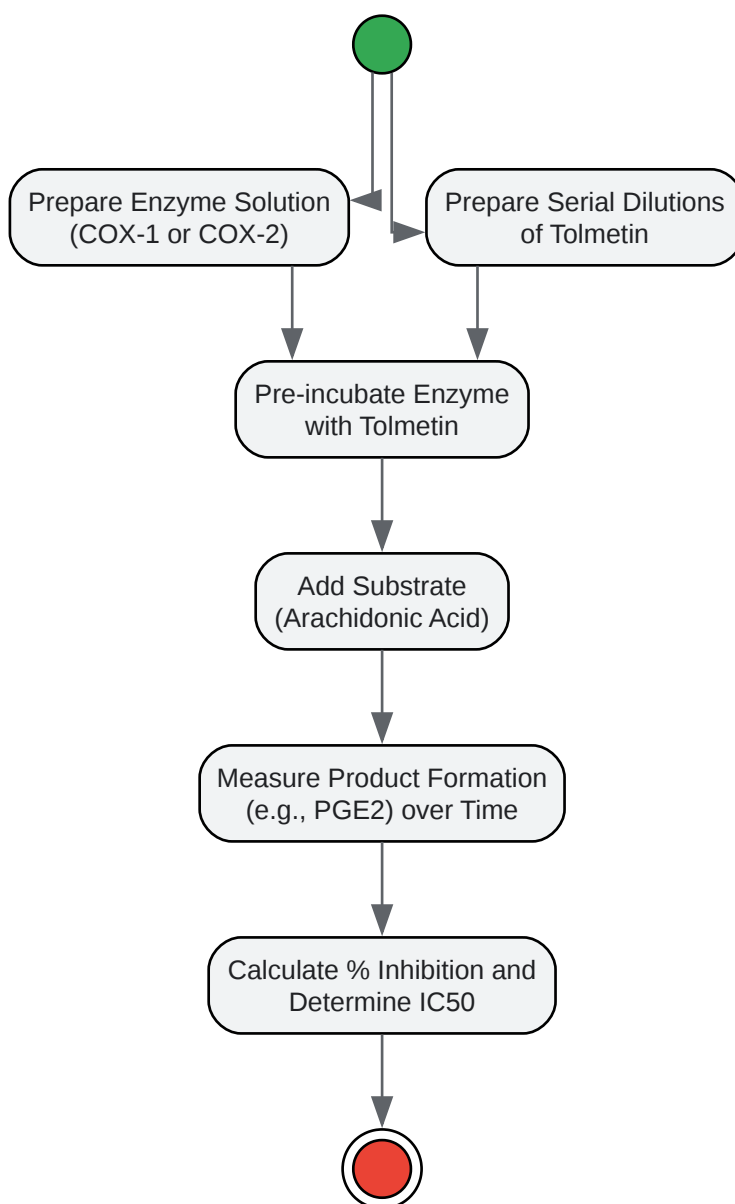 Prepare Enzyme Solution
(COX-1 or COX-2)
Prepare Serial Dilutions
of Tolmetin
Pre-incubate Enzyme
with Tolmetin
Add Substrate
(Arachidonic Acid)
Measure Product Formation
(e.g., PGE2) over Time
Calculate % Inhibition and
Determine IC50